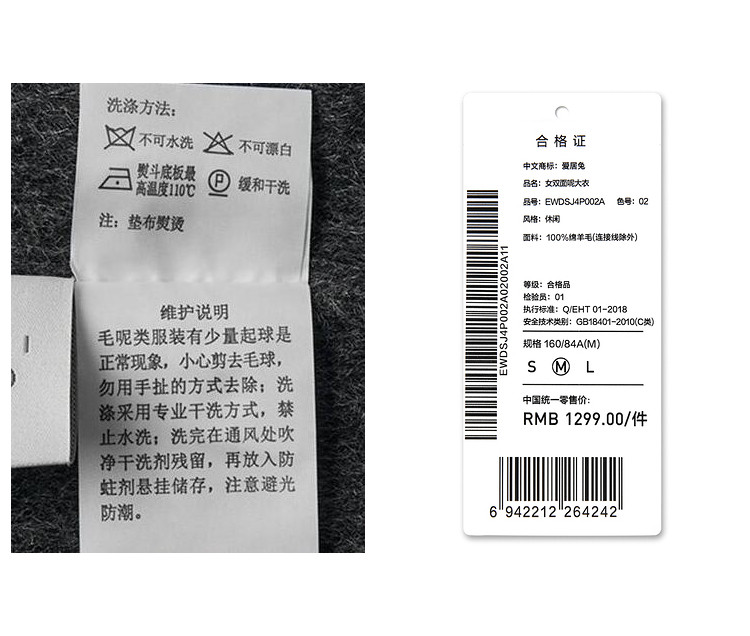 洗涤方法：
不可水洗 不可漂白
熨斗底板最
高温度110℃
P 缓和干洗
注：垫布熨烫
维护说明
毛呢类服装有少量起球是
正常现象，小心剪去毛球，
勿用手扯的方式去除；洗
涤采用专业干洗方式，禁
止水洗；洗完在通风处吹
净干洗剂残留，再放入防
蛀剂悬挂储存，注意避光
防潮。
合格证
中文商标：爱居兔
品名：女双面呢大衣
品号：EWDSJ4P002A 色号：02
风格：休闲
面料：100%绵羊毛(连接线除外)
等级：合格品
检验员：01
执行标准：Q/EHT 01-2018
安全技术类别：GB18401-2010(C类)
规格 160/84A(M)
S M L
中国统一零售价：
RMB 1299.00/件
EWDSJ4P002A02002A11
6 942212 264242